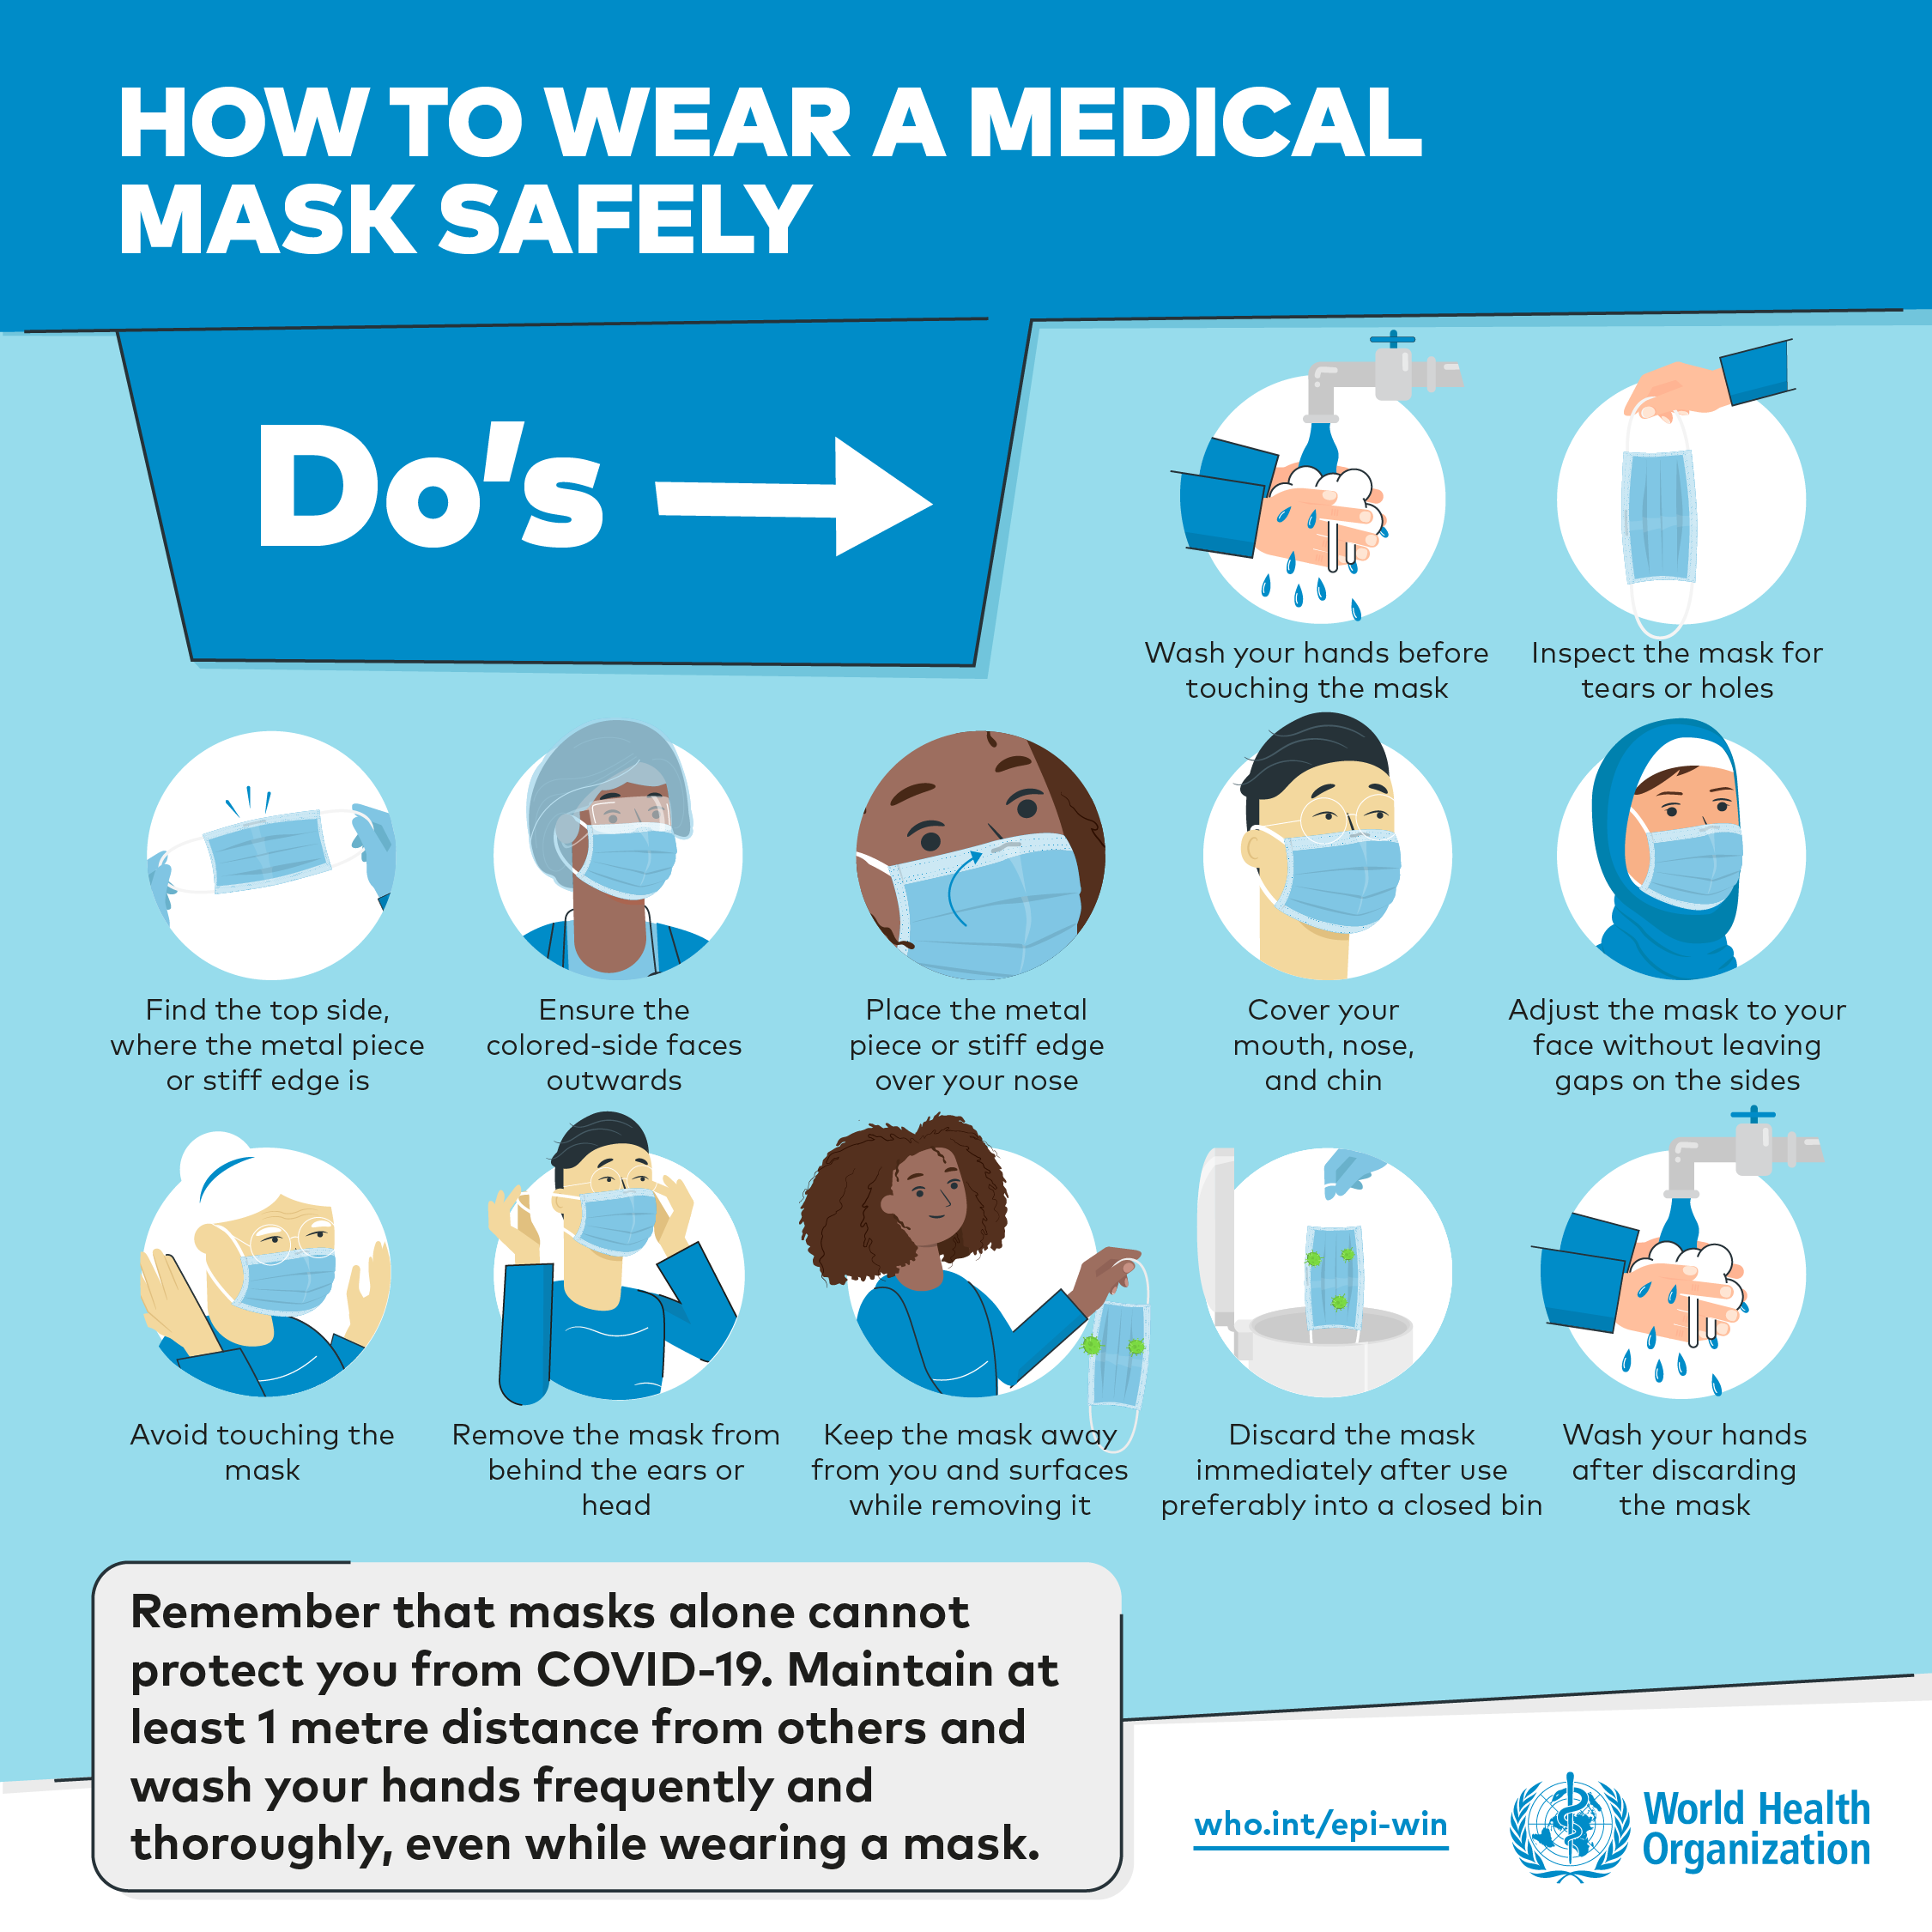 HOW TO WEAR A MEDICAL
MASK SAFELY
Do's
Wash your hands before
touching the mask
Inspect the mask for
tears or holes
Find the top side,
where the metal piece
or stiff edge is
Ensure the
colored-side faces
outwards
Place the metal
piece or stiff edge
over your nose
Cover your
mouth, nose,
and chin
Adjust the mask to your
face without leaving
gaps on the sides
Avoid touching the
mask
Remove the mask from
behind the ears or
head
Keep the mask away
from you and surfaces
while removing it
Discard the mask
immediately after use
preferably into a closed bin
Wash your hands
after discarding
the mask
Remember that masks alone cannot
protect you from COVID-19. Maintain at
least 1 metre distance from others and
wash your hands frequently and
thoroughly, even while wearing a mask.
who.int/epi-win
World Health
Organization